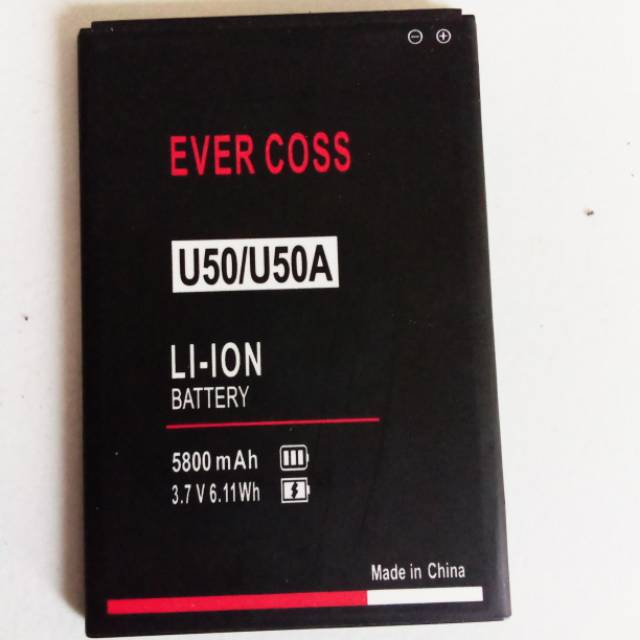 EVER COSS
U50/U50A
LI-ION
BATTERY
5800 mAh
3.7 V 6.11Wh
Made in China